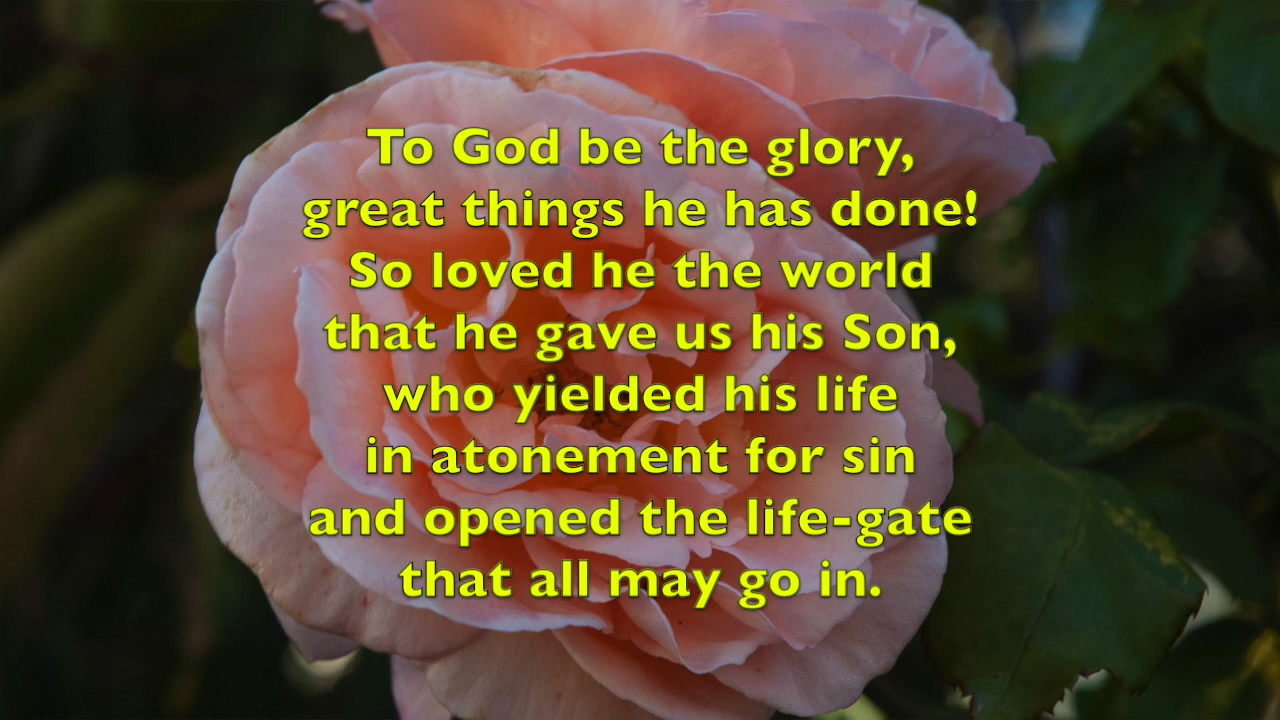 To God be the glory,
great things he has done!
So loved he the world
that he gave us his Son,
who yielded his life
in atonement for sin
and opened the life-gate
that all may go in.